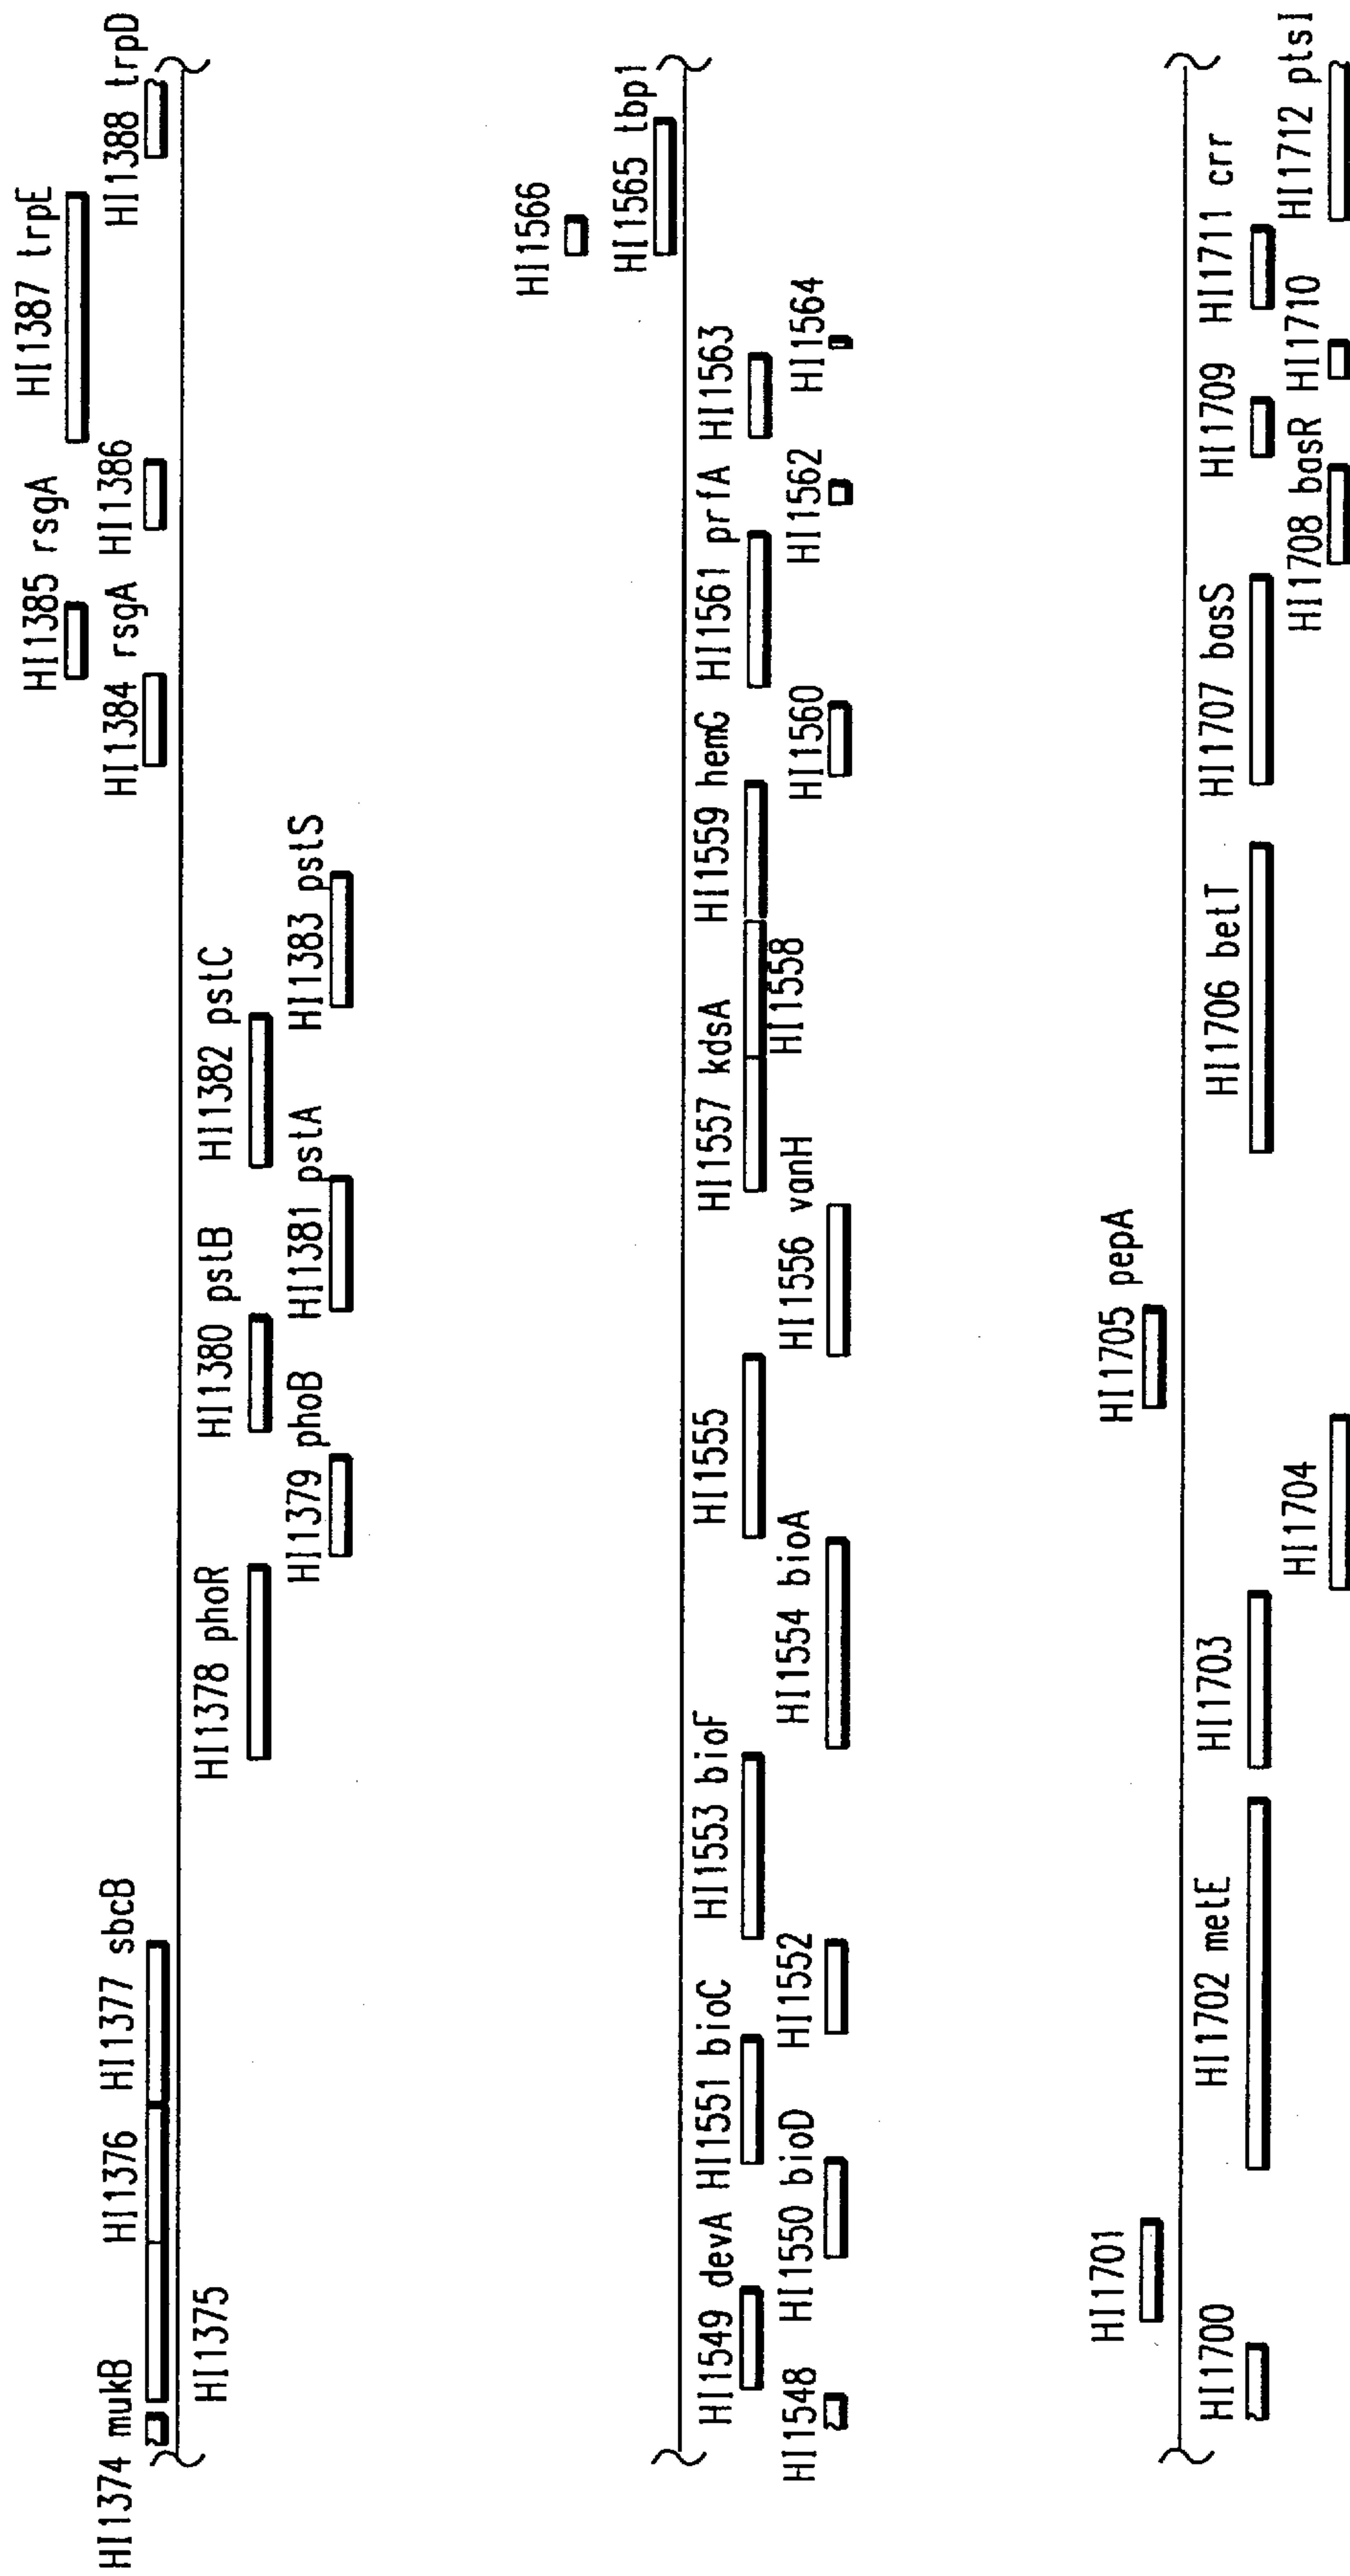 HI1374 mukB
HI1375
HI1376
HI1377 sbcB
HI1378 phoR
HI1379 phoB
HI1380 pstB
HI1381 pstA
HI1382 pstC
HI1383 pstS
HI1384 rsgA
HI1385 rsgA
HI1386
HI1387 trpE
HI1388 trpD
HI1548
HI1549 devA
HI1550 bioD
HI1551 bioC
HI1552
HI1553 bioF
HI1554 bioA
HI1555
HI1556 vanH
HI1557 kdsA
HI1558
HI1559 hemG
HI1560
HI1561 prfA
HI1562
HI1563
HI1564
HI1566
HI1565 tbp1
HI1700
HI1701
HI1702 metE
HI1703
HI1704
HI1705 pepA
HI1706 betT
HI1707 basS
HI1708 basR
HI1709
HI1710
HI1711 crr
HI1712 ptsI